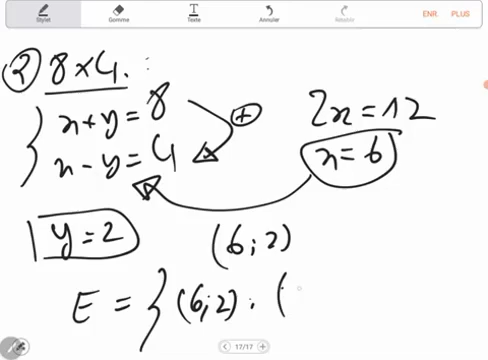 Stylet Gomme Texte Annuler Rétablir ENR. PLUS
② 8 × 4 :
x + y = 8
x - y = 4
+
2x = 12
x = 6
y = 2
(6; 2)
E = { (6; 2) ; (
17/17